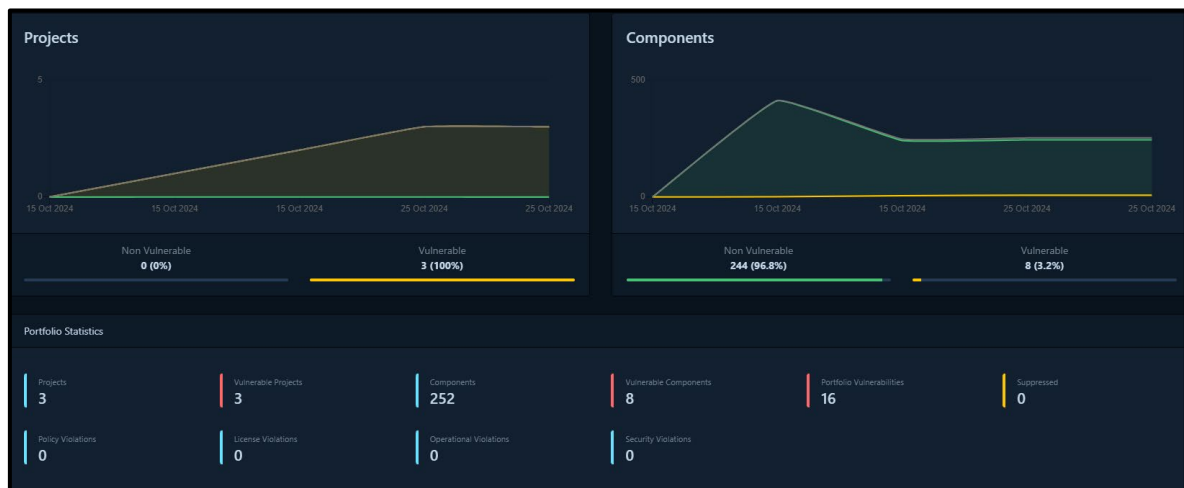 Projects
5
0
15 Oct 2024 15 Oct 2024 15 Oct 2024 25 Oct 2024 25 Oct 2024
Non Vulnerable
0 (0%)
Vulnerable
3 (100%)
Components
500
0
15 Oct 2024 15 Oct 2024 15 Oct 2024 25 Oct 2024 25 Oct 2024
Non Vulnerable
244 (96.8%)
Vulnerable
8 (3.2%)
Portfolio Statistics
Projects
3
Vulnerable Projects
3
Components
252
Vulnerable Components
8
Portfolio Vulnerabilities
16
Suppressed
0
Policy Violations
0
License Violations
0
Operational Violations
0
Security Violations
0